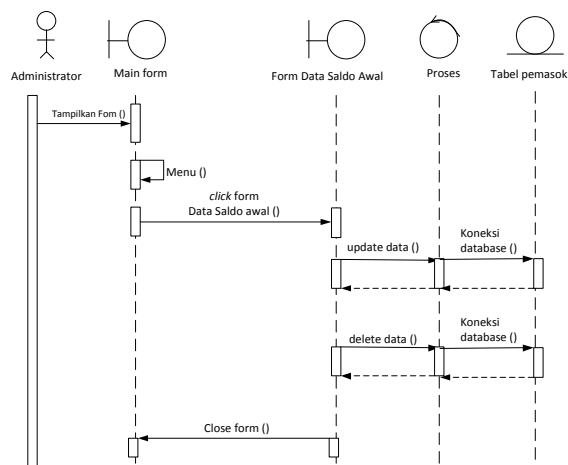 Administrator
Main form
Form Data Saldo Awal
Proses
Tabel pemasok
Tampilkan Fom ()
Menu ()
click form
Data Saldo awal ()
update data ()
Koneksi
database ()
delete data ()
Koneksi
database ()
Close form ()